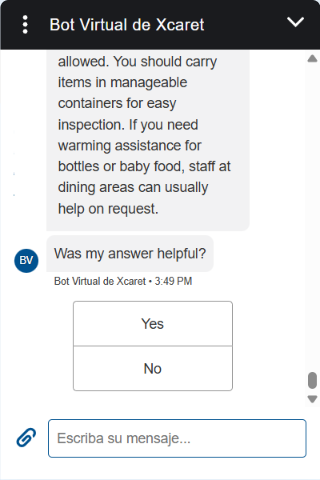 Bot Virtual de Xcaret
allowed. You should carry
items in manageable
containers for easy
inspection. If you need
warming assistance for
bottles or baby food, staff at
dining areas can usually
help on request.
BV
Was my answer helpful?
Bot Virtual de Xcaret • 3:49 PM
Yes
No
Escriba su mensaje...